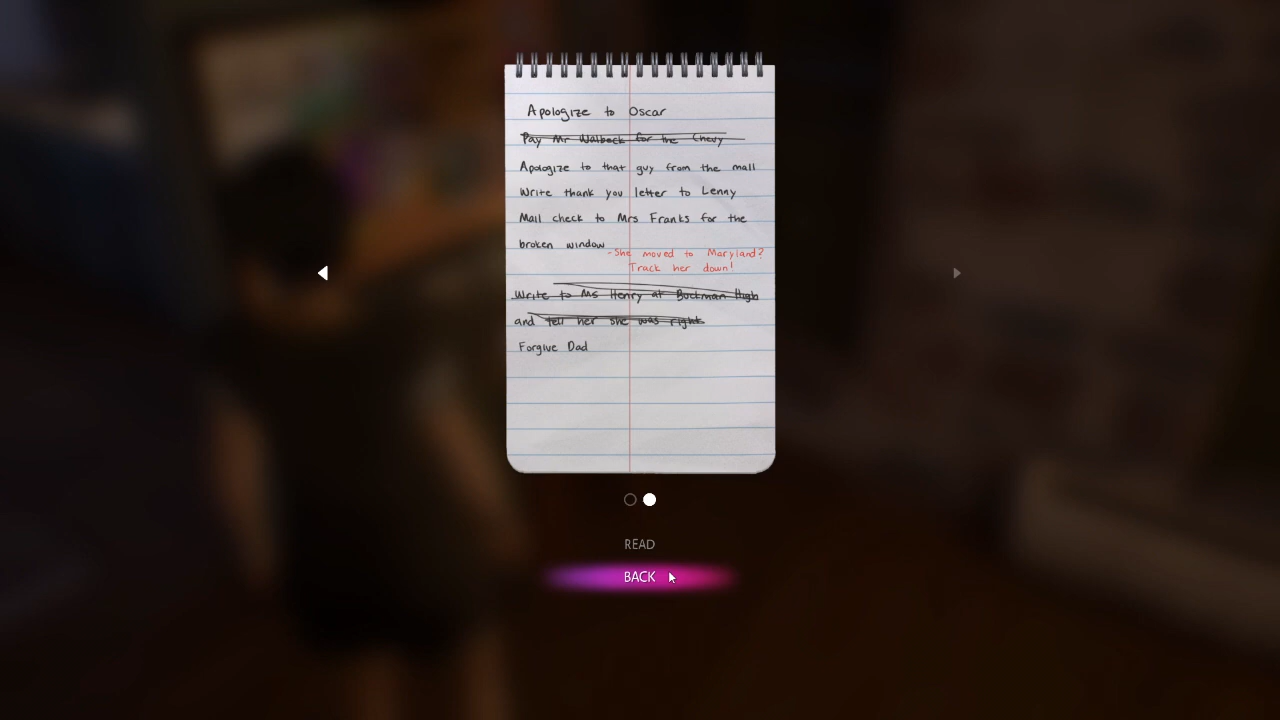 Apologize to Oscar
Pay Mr Walbeck for the Chevy
Apologize to that guy from the mall
Write thank you letter to Lenny
Mail check to Mrs Franks for the
broken window
-She moved to Maryland?
Track her down!
Write to Ms Henry at Buckman High
and tell her she was right
Forgive Dad
READ
BACK